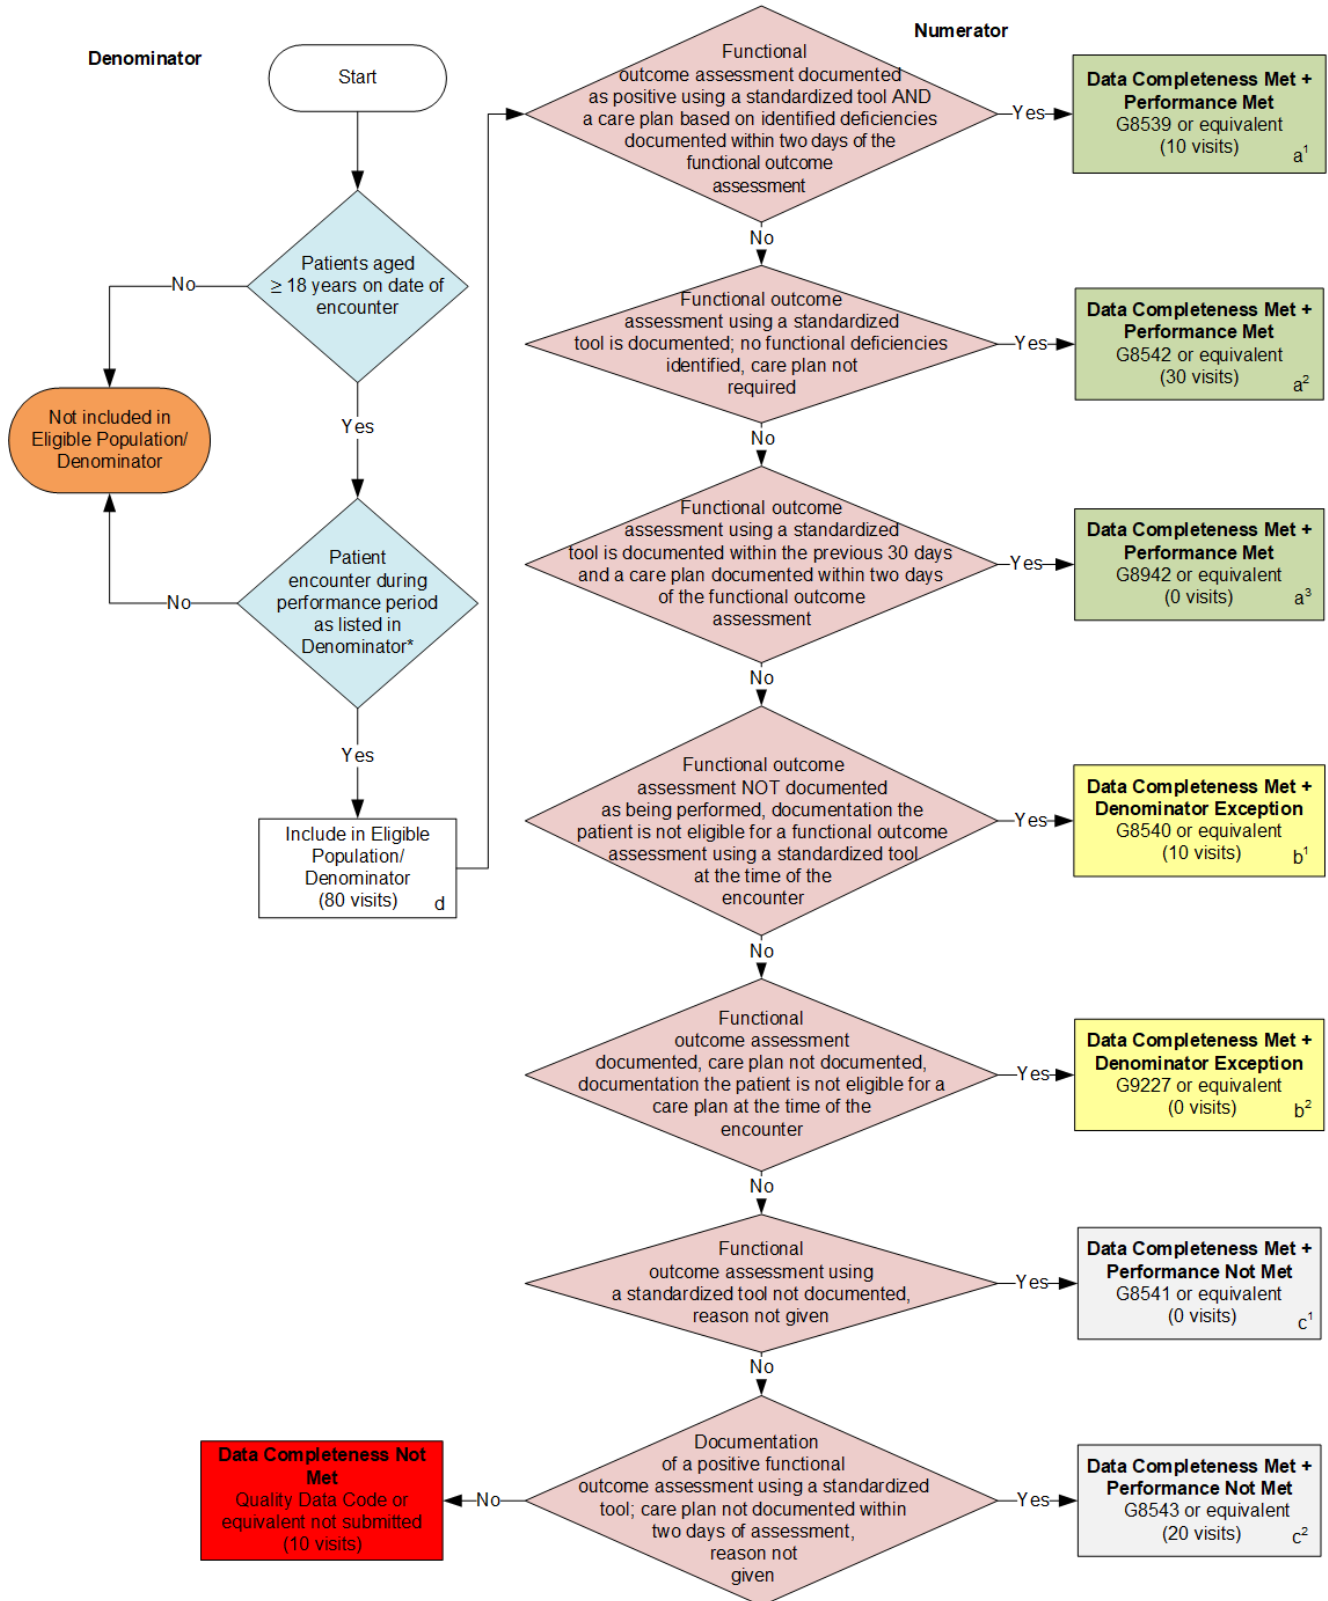 Denominator
Numerator
Start
Patients aged
≥ 18 years on date of
encounter
No
Yes
Not included in
Eligible Population/
Denominator
Patient
encounter during
performance period
as listed in
Denominator*
No
Yes
Include in Eligible
Population/
Denominator
(80 visits)
d
Functional
outcome assessment documented
as positive using a standardized tool AND
a care plan based on identified deficiencies
documented within two days of the
functional outcome
assessment
Yes
Data Completeness Met +
Performance Met
G8539 or equivalent
(10 visits)
a¹
No
Functional outcome
assessment using a standardized
tool is documented; no functional deficiencies
identified, care plan not
required
Yes
Data Completeness Met +
Performance Met
G8542 or equivalent
(30 visits)
a²
No
Functional outcome
assessment using a standardized
tool is documented within the previous 30 days
and a care plan documented within two days
of the functional outcome
assessment
Yes
Data Completeness Met +
Performance Met
G8942 or equivalent
(0 visits)
a³
No
Functional outcome
assessment NOT documented
as being performed, documentation the
patient is not eligible for a functional outcome
assessment using a standardized tool
at the time of the
encounter
Yes
Data Completeness Met +
Denominator Exception
G8540 or equivalent
(10 visits)
b¹
No
Functional
outcome assessment
documented, care plan not documented,
documentation the patient is not eligible for a
care plan at the time of the
encounter
Yes
Data Completeness Met +
Denominator Exception
G9227 or equivalent
(0 visits)
b²
No
Functional
outcome assessment using
a standardized tool not documented,
reason not given
Yes
Data Completeness Met +
Performance Not Met
G8541 or equivalent
(0 visits)
c¹
No
Documentation
of a positive functional
outcome assessment using a standardized
tool; care plan not documented within
two days of assessment,
reason not
given
Yes
Data Completeness Met +
Performance Not Met
G8543 or equivalent
(20 visits)
c²
No
Data Completeness Not
Met
Quality Data Code or
equivalent not submitted
(10 visits)